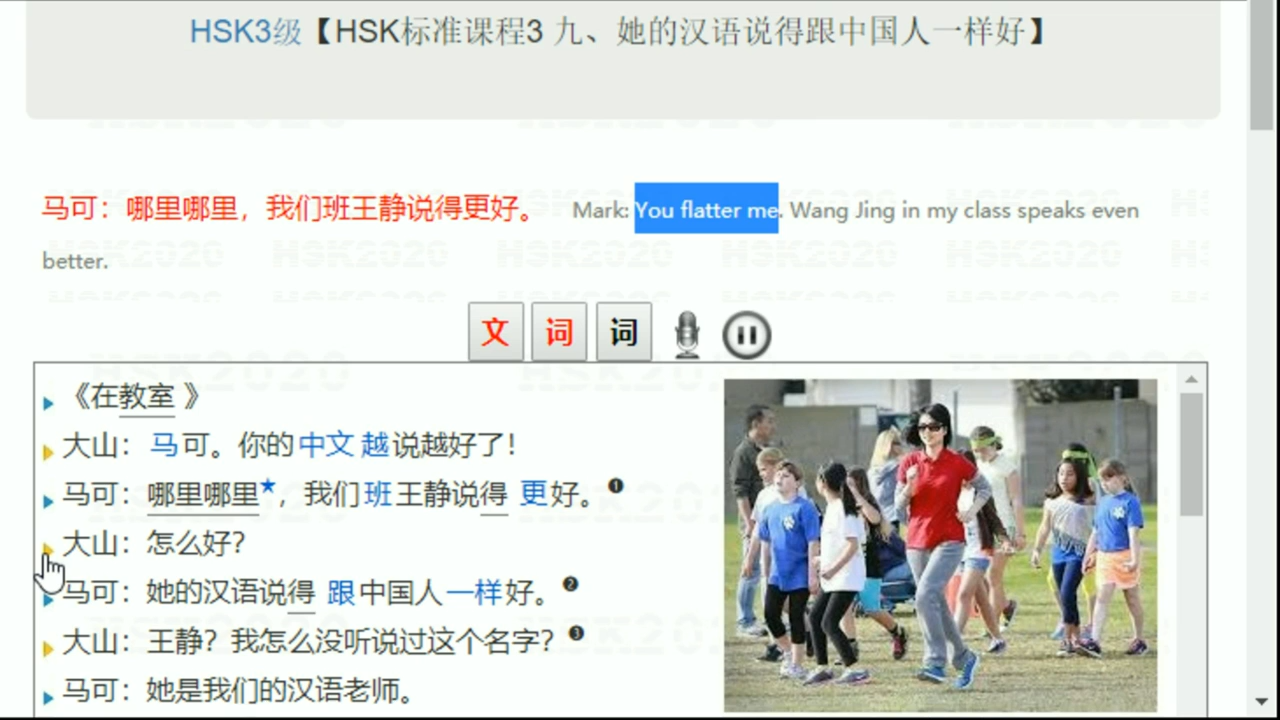 HSK3级【HSK标准课程3 九、她的汉语说得跟中国人一样好】
马可：哪里哪里，我们班王静说得更好。 Mark: You flatter me. Wang Jing in my class speaks even
better.
文 词 词
《在教室 》
大山： 马可。你的 中文 越说越好了！
马可：哪里哪里★，我们班王静说得 更好。❶
大山：怎么好？
马可：她的汉语说得 跟中国人一样好。❷
大山：王静？我怎么没听说过这个名字？❸
马可：她是我们的汉语老师。
HSK2020